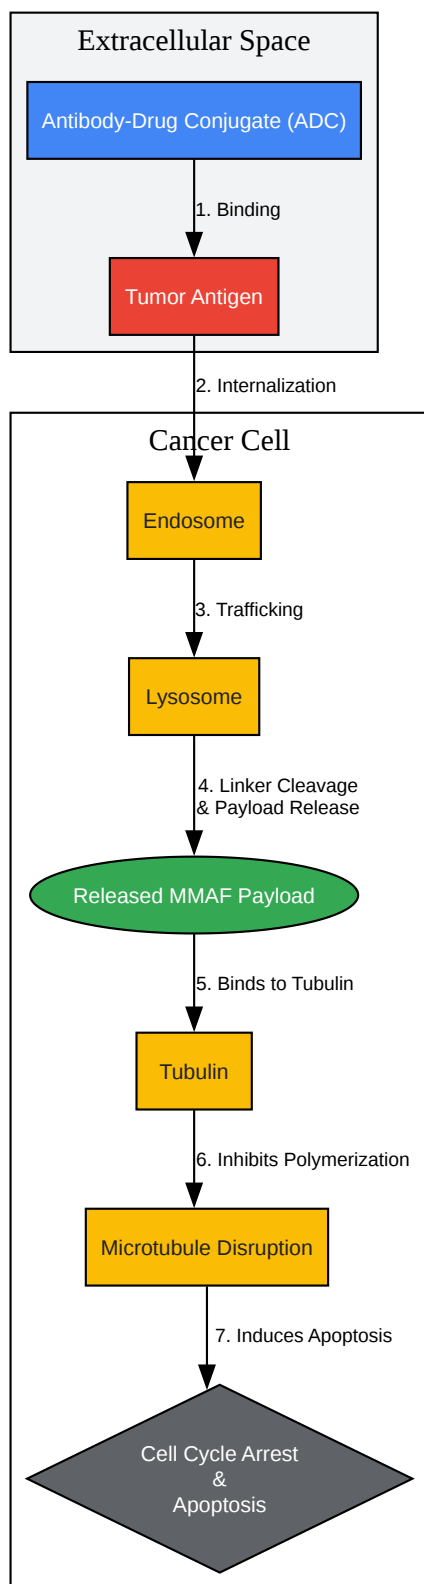 Extracellular Space
Antibody-Drug Conjugate (ADC)
1. Binding
Tumor Antigen
2. Internalization
Cancer Cell
Endosome
3. Trafficking
Lysosome
4. Linker Cleavage
& Payload Release
Released MMAF Payload
5. Binds to Tubulin
Tubulin
6. Inhibits Polymerization
Microtubule Disruption
7. Induces Apoptosis
Cell Cycle Arrest
&
Apoptosis